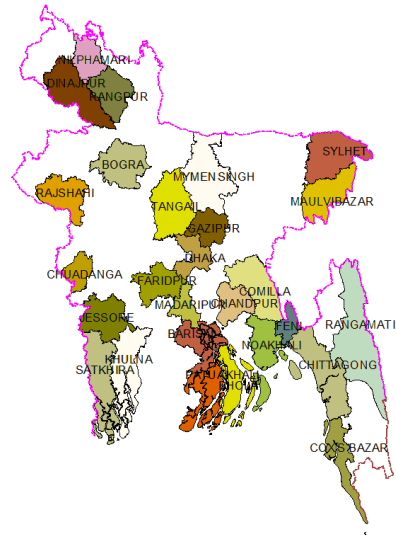 NILPHAMARI
DINAJPUR
RANGPUR
BOGRA
SYLHET
MYMENSINGH
RAJSHAHI
TANGAIL
MAULVIBAZAR
GAZIPUR
DHAKA
CHUADANGA
FARIDPUR
COMILLA
MADARIPUR
CHANDPUR
JESSORE
FENI
RANGAMATI
BARISAL
NOAKHALI
KHULNA
CHITTAGONG
SATKHIRA
PATUAKHALI
BHOLA
COX'S BAZAR